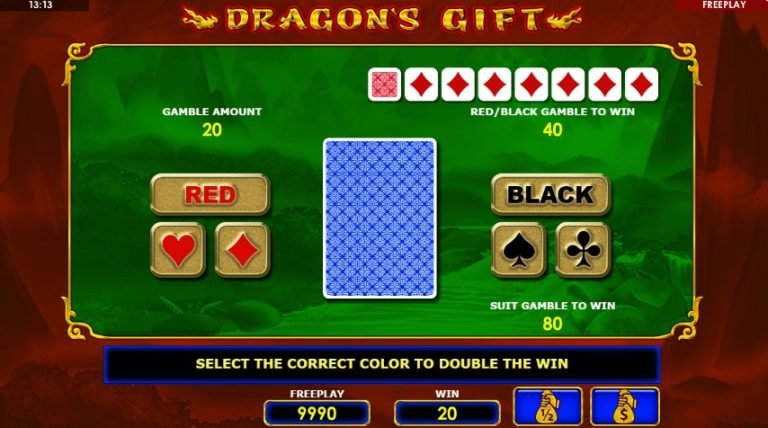 13:13
FREEPLAY
DRAGON'S GIFT
GAMBLE AMOUNT
20
RED/BLACK GAMBLE TO WIN
40
RED
BLACK
SUIT GAMBLE TO WIN
80
SELECT THE CORRECT COLOR TO DOUBLE THE WIN
FREEPLAY
9990
WIN
20
½
$